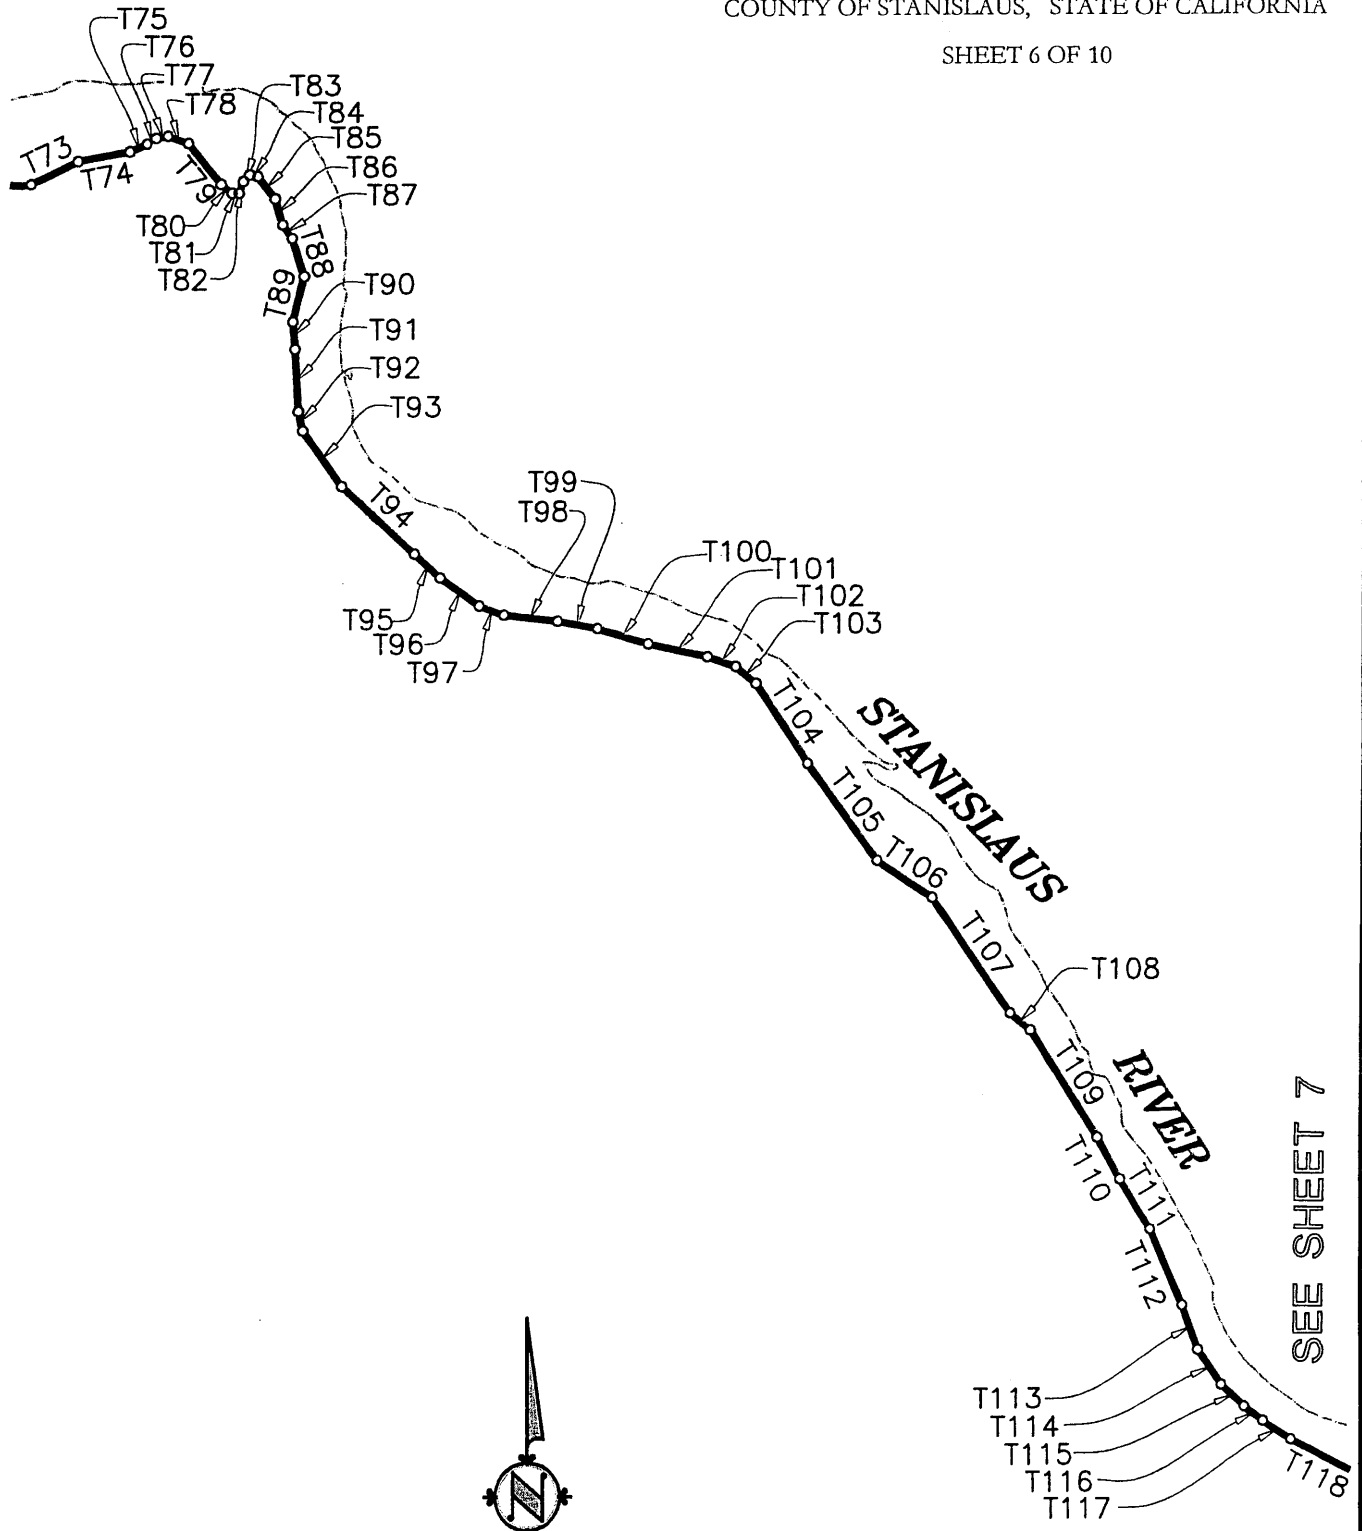 COUNTY OF STANISLAUS, STATE OF CALIFORNIA
SHEET 6 OF 10
T75
T76
T77
T78
T83
T84
T85
T86
T87
T73
T74
T79
T80
T81
T82
T88
T89
T90
T91
T92
T93
T94
T99
T98
T95
T96
T97
T100
T101
T102
T103
T104
STANISLAUS
T105
T106
T107
T108
T109
RIVER
T110
T111
T112
SEE SHEET 7
T113
T114
T115
T116
T117
T118
N